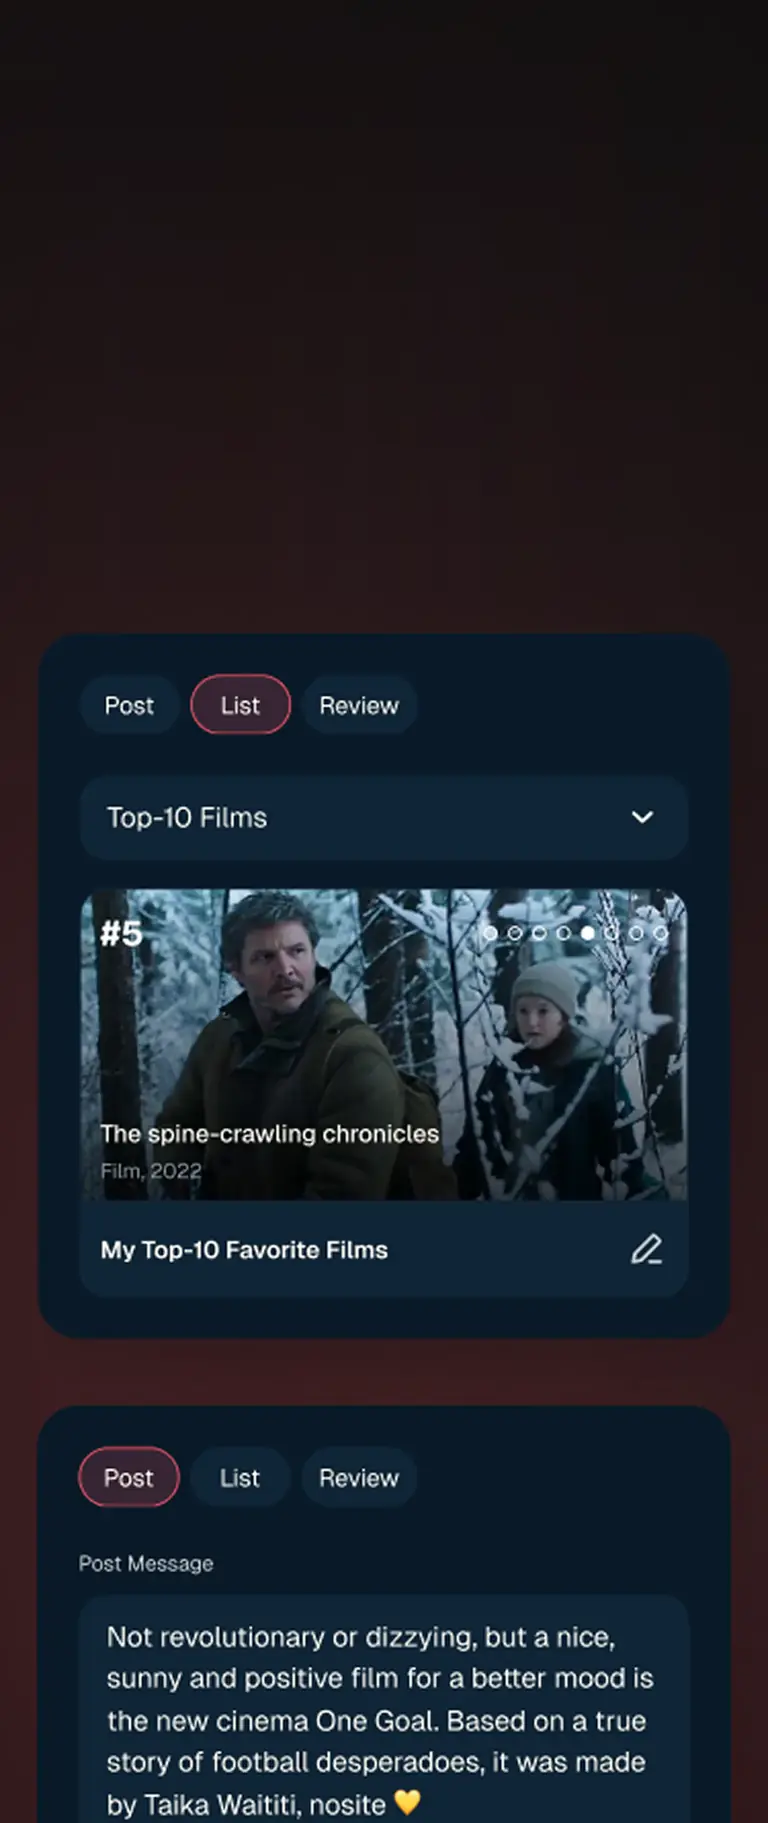 Post
List
Review
Top-10 Films
#5
The spine-crawling chronicles
Film, 2022
My Top-10 Favorite Films
Post
List
Review
Post Message
Not revolutionary or dizzying, but a nice,
sunny and positive film for a better mood is
the new cinema One Goal. Based on a true
story of football desperadoes, it was made
by Taika Waititi, nosite 💛